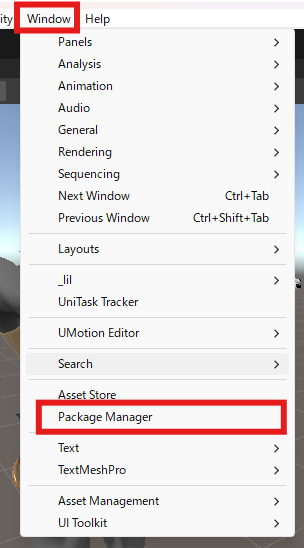 ity Window Help
Panels
Analysis
Animation
Audio
General
Rendering
Sequencing
Next Window Ctrl+Tab
Previous Window Ctrl+Shift+Tab
Layouts
_lil
UniTask Tracker
UMotion Editor
Search
Asset Store
Package Manager
Text
TextMeshPro
Asset Management
UI Toolkit